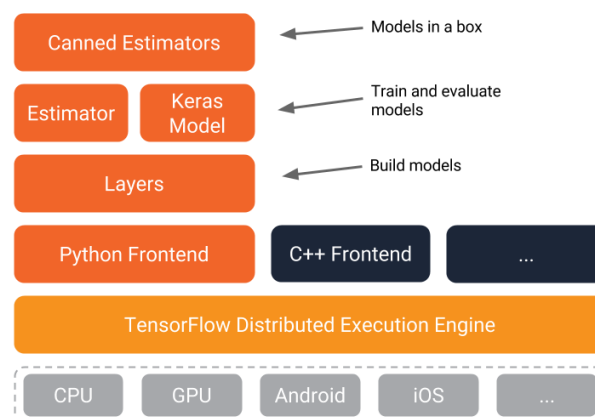 Canned Estimators
Models in a box
Estimator
Keras
Model
Train and evaluate
models
Layers
Build models
Python Frontend
C++ Frontend
...
TensorFlow Distributed Execution Engine
CPU
GPU
Android
iOS
...